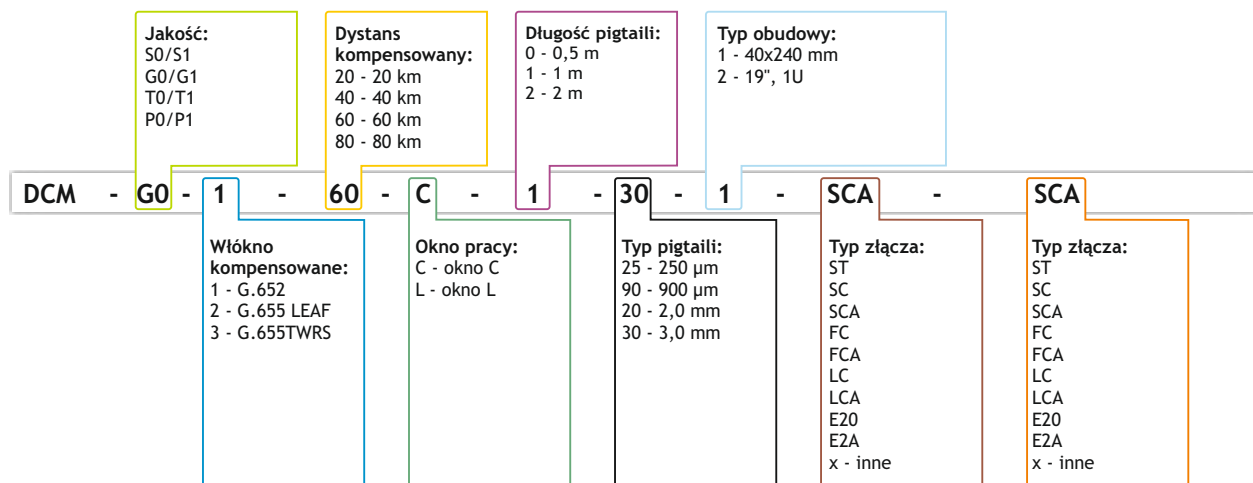 Jakość:
S0/S1
G0/G1
T0/T1
P0/P1
Dystans
kompensowany:
20 - 20 km
40 - 40 km
60 - 60 km
80 - 80 km
Długość pigtaili:
0 - 0,5 m
1 - 1 m
2 - 2 m
Typ obudowy:
1 - 40x240 mm
2 - 19", 1U
DCM - G0 - 1 - 60 - C - 1 - 30 - 1 - SCA - SCA
Włókno
kompensowane:
1 - G.652
2 - G.655 LEAF
3 - G.655TWRS
Okno pracy:
C - okno C
L - okno L
Typ pigtaili:
25 - 250 µm
90 - 900 µm
20 - 2,0 mm
30 - 3,0 mm
Typ złącza:
ST
SC
SCA
FC
FCA
LC
LCA
E20
E2A
x - inne
Typ złącza:
ST
SC
SCA
FC
FCA
LC
LCA
E20
E2A
x - inne